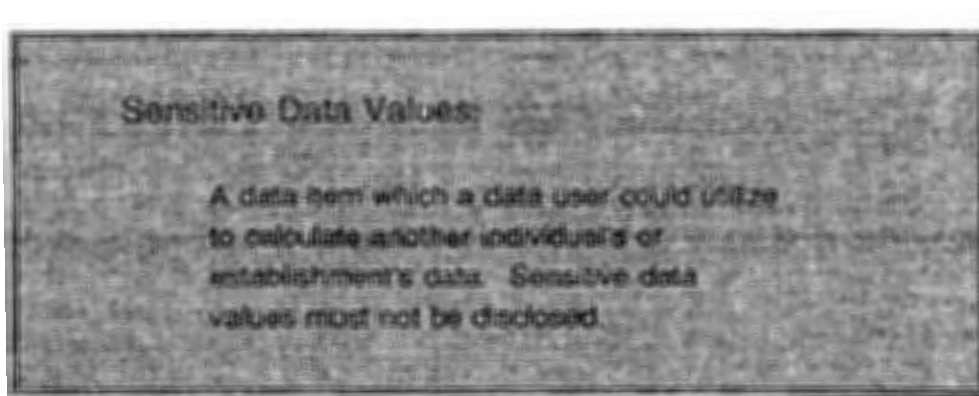 Sensitive Data Values:
A data item which a data user could utilize
to calculate another individual's or
establishment's data. Sensitive data
values must not be disclosed.